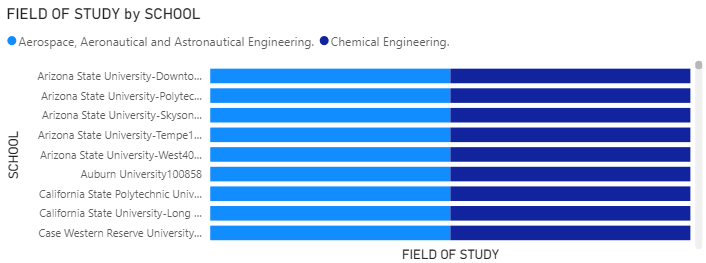 FIELD OF STUDY by SCHOOL
Aerospace, Aeronautical and Astronautical Engineering. Chemical Engineering.
Arizona State University-Downto...
Arizona State University-Polytec...
Arizona State University-Skyson...
Arizona State University-Tempe1...
Arizona State University-West40...
Auburn University100858
California State Polytechnic Univ...
California State University-Long ...
Case Western Reserve University...
SCHOOL
FIELD OF STUDY